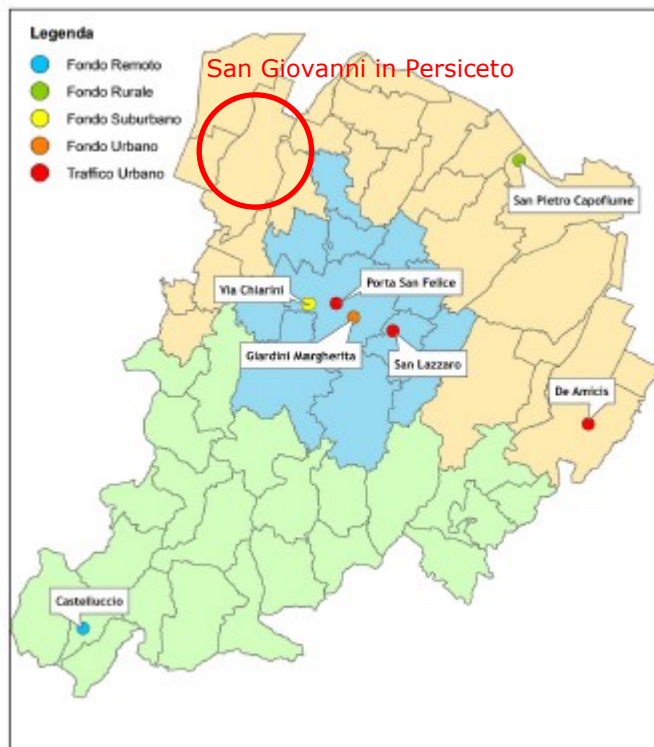 Legenda
Fondo Remoto
Fondo Rurale
Fondo Suburbano
Fondo Urbano
Traffico Urbano
San Giovanni in Persiceto
San Pietro Capofiume
Via Chiarini
Porta San Felice
Giardini Margherita
San Lazzaro
De Amicis
Castelluccio